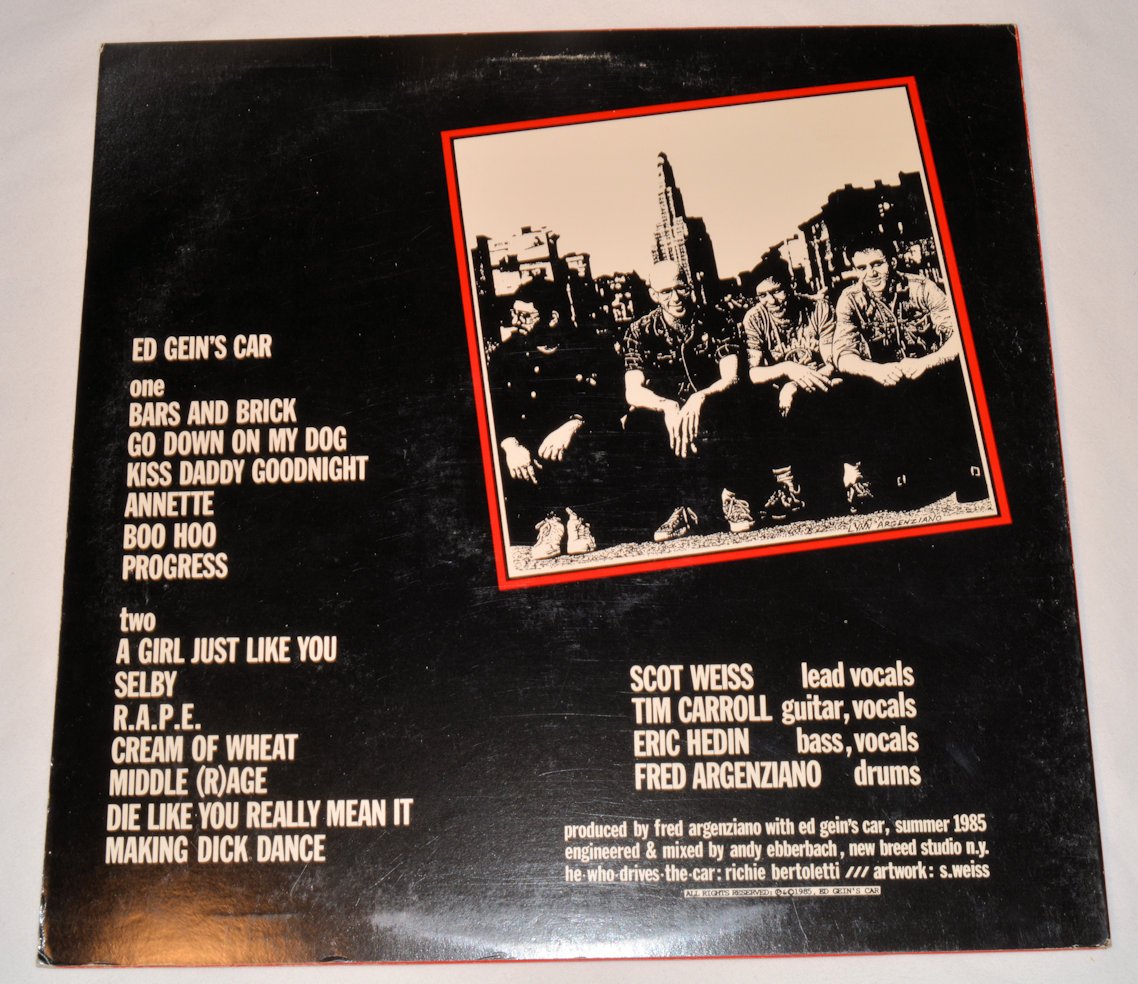 ED GEIN'S CAR
one
BARS AND BRICK
GO DOWN ON MY DOG
KISS DADDY GOODNIGHT
ANNETTE
BOO HOO
PROGRESS
two
A GIRL JUST LIKE YOU
SELBY
R.A.P.E.
CREAM OF WHEAT
MIDDLE (R)AGE
DIE LIKE YOU REALLY MEAN IT
MAKING DICK DANCE
ARGENZIANO
SCOT WEISS lead vocals
TIM CARROLL guitar, vocals
ERIC HEDIN bass, vocals
FRED ARGENZIANO drums
produced by fred argenziano with ed gein's car, summer 1985
engineered & mixed by andy ebberbach, new breed studio n.y.
he·who·drives·the·car: richie bertoletti /// artwork: s.weiss
ALL RIGHTS RESERVED: ℗&©1985, ED GEIN'S CAR